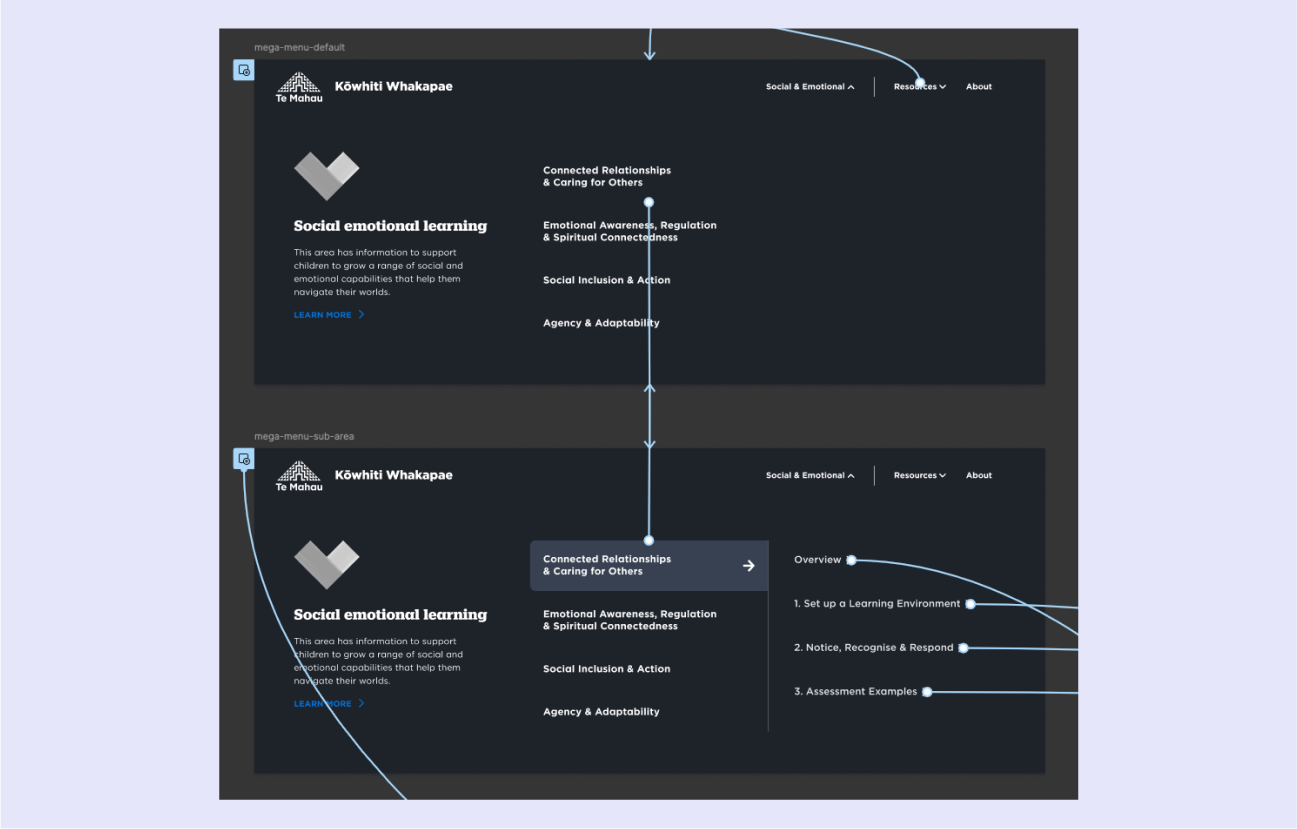 mega-menu-default
Te Mahau
Kōwhiti Whakapae
Social & Emotional
Resources
About
Social emotional learning
This area has information to support
children to grow a range of social and
emotional capabilities that help them
navigate their worlds.
LEARN MORE
Connected Relationships
& Caring for Others
Emotional Awareness, Regulation
& Spiritual Connectedness
Social Inclusion & Action
Agency & Adaptability
mega-menu-sub-area
Te Mahau
Kōwhiti Whakapae
Social & Emotional
Resources
About
Social emotional learning
This area has information to support
children to grow a range of social and
emotional capabilities that help them
navigate their worlds.
LEARN MORE
Connected Relationships
& Caring for Others
Emotional Awareness, Regulation
& Spiritual Connectedness
Social Inclusion & Action
Agency & Adaptability
Overview
1. Set up a Learning Environment
2. Notice, Recognise & Respond
3. Assessment Examples